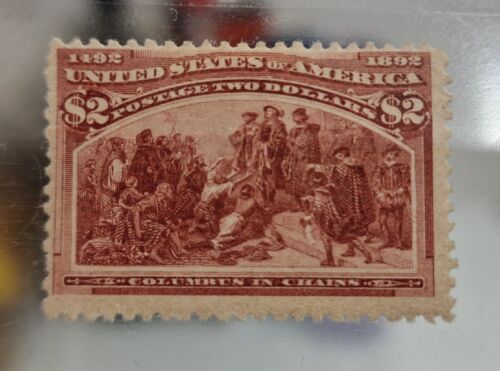 1492 1892
UNITED STATES OF AMERICA
$2 POSTAGE TWO DOLLARS $2
COLUMBUS IN CHAINS